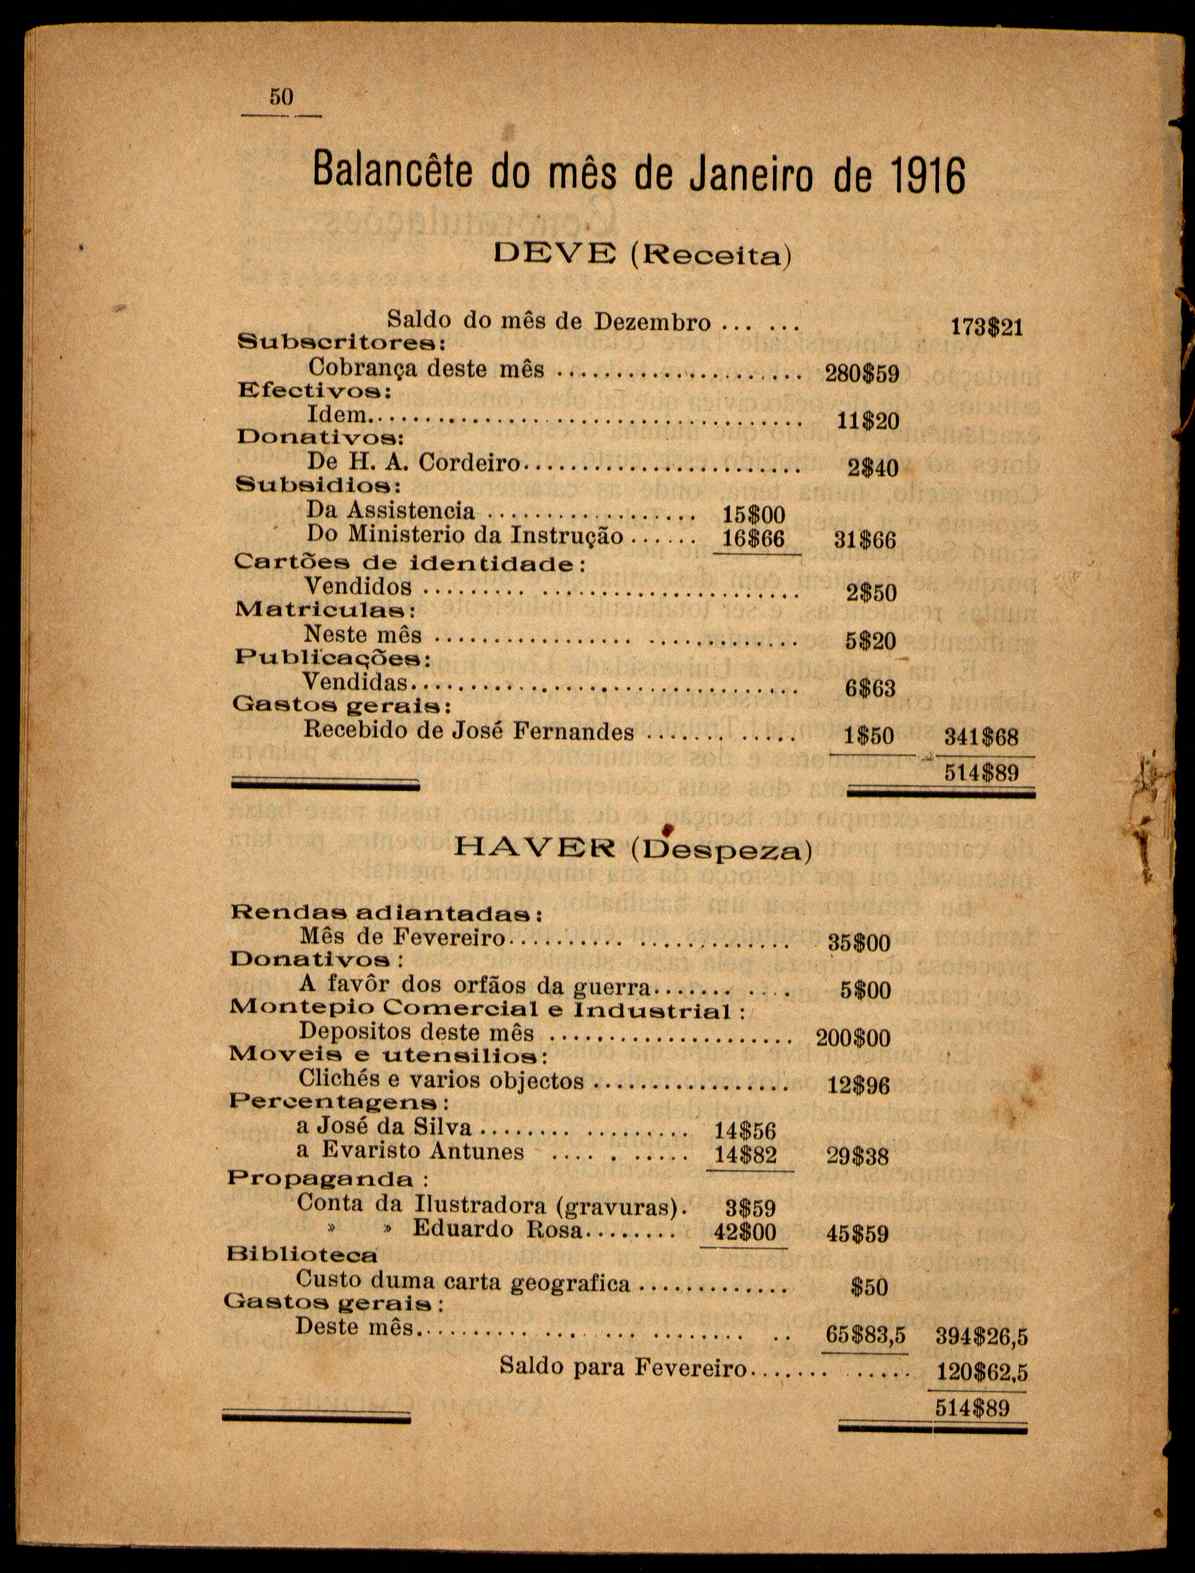 50
Balancête do mês de Janeiro de 1916
DEVE (Receita)
Saldo do mês de Dezembro ... ... 173$21
Subscritores:
Cobrança deste mês ..................... 280$59
Efectivos:
Idem..................................... 11$20
Donativos:
De H. A. Cordeiro........................ 2$40
Subsidios:
Da Assistencia .................. 15$00
Do Ministerio da Instrução ...... 16$66 31$66
Cartões de identidade:
Vendidos ................................. 2$50
Matriculas:
Neste mês ............................... 5$20
Publicações:
Vendidas................................. 6$63
Gastos gerais:
Recebido de José Fernandes ....... ..... 1$50 341$68
514$89
HAVER (Despeza)
Rendas adiantadas:
Mês de Fevereiro.......... ............. 35$00
Donativos:
A favôr dos orfãos da guerra....... .... 5$00
Montepio Comercial e Industrial:
Depositos deste mês ..................... 200$00
Moveis e utensilios:
Clichés e varios objectos ................. 12$96
Percentagens:
a José da Silva ........ ......... 14$56
a Evaristo Antunes .... . ..... 14$82 29$38
Propaganda:
Conta da Ilustradora (gravuras). 3$59
» » Eduardo Rosa........ 42$00 45$59
Biblioteca
Custo duma carta geografica ............. $50
Gastos gerais:
Deste mês.......... ... ... ........ .. 65$83,5 394$26,5
Saldo para Fevereiro....... ..... 120$62,5
514$89